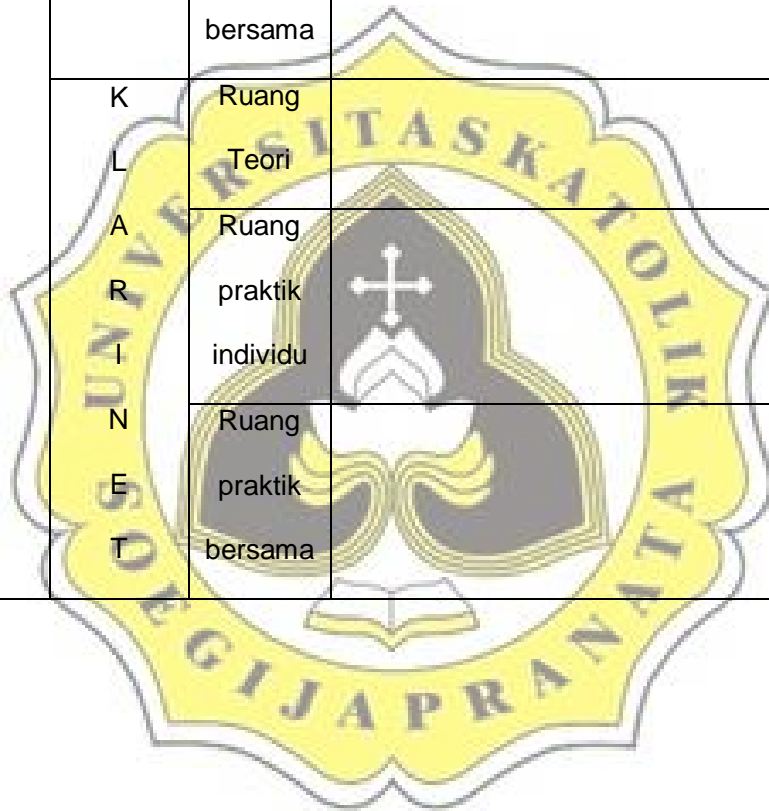 bersama
K
L
A
R
I
N
E
T
Ruang
Teori
Ruang
praktik
individu
Ruang
praktik
bersama
UNIVERSITAS KATOLIK
SOEGIJAPRANATA